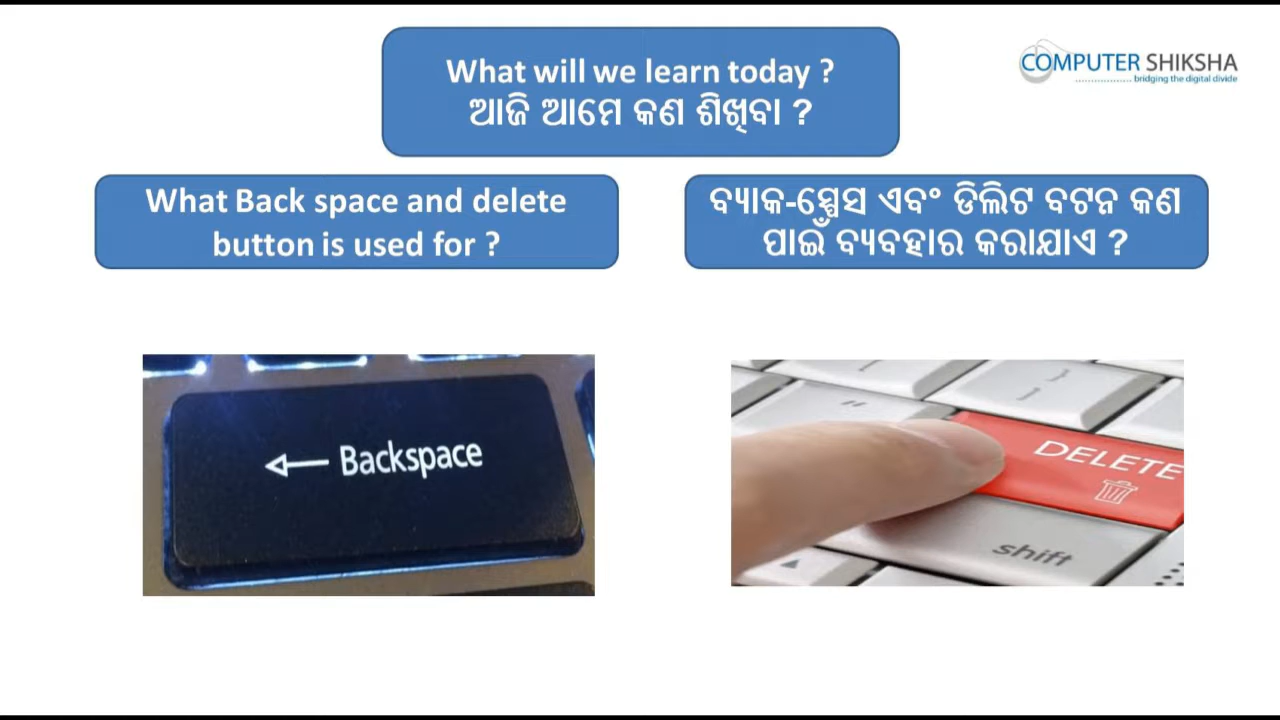 What will we learn today ?
ଆଜି ଆମେ କଣ ଶିଖିବା ?
COMPUTER SHIKSHA
bridging the digital divide
What Back space and delete
button is used for ?
ବ୍ୟାକ-ସ୍ପେସ ଏବଂ ଡିଲିଟ ବଟନ କଣ
ପାଇଁ ବ୍ୟବହାର କରାଯାଏ ?
Backspace
DELETE
shift